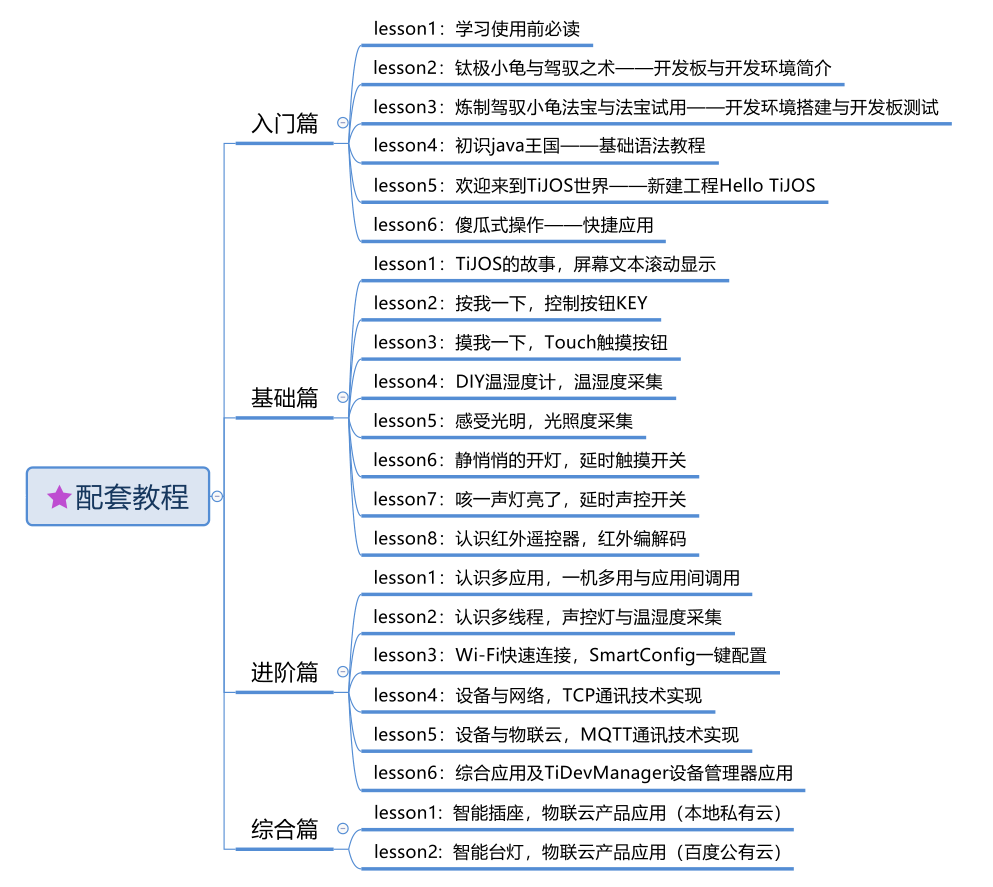 配套教程
入门篇
lesson1：学习使用前必读
lesson2：钛极小龟与驾驭之术——开发板与开发环境简介
lesson3：炼制驾驭小龟法宝与法宝试用——开发环境搭建与开发板测试
lesson4：初识java王国——基础语法教程
lesson5：欢迎来到TiJOS世界——新建工程Hello TiJOS
lesson6：傻瓜式操作——快捷应用
基础篇
lesson1：TiJOS的故事，屏幕文本滚动显示
lesson2：按我一下，控制按钮KEY
lesson3：摸我一下，Touch触摸按钮
lesson4：DIY温湿度计，温湿度采集
lesson5：感受光明，光照度采集
lesson6：静悄悄的开灯，延时触摸开关
lesson7：咳一声灯亮了，延时声控开关
lesson8：认识红外遥控器，红外编解码
进阶篇
lesson1：认识多应用，一机多用与应用间调用
lesson2：认识多线程，声控灯与温湿度采集
lesson3：Wi-Fi快速连接，SmartConfig一键配置
lesson4：设备与网络，TCP通讯技术实现
lesson5：设备与物联云，MQTT通讯技术实现
lesson6：综合应用及TiDevManager设备管理器应用
综合篇
lesson1：智能插座，物联云产品应用（本地私有云）
lesson2：智能台灯，物联云产品应用（百度公有云）